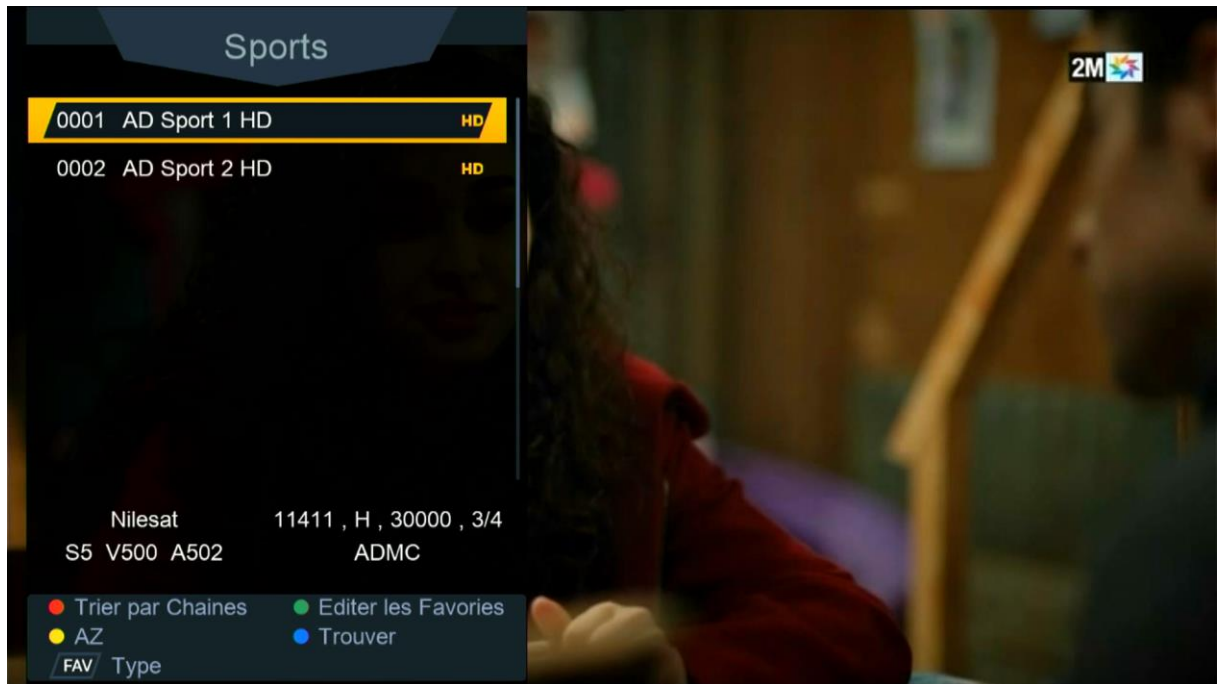 Sports
2M
0001 AD Sport 1 HD HD
0002 AD Sport 2 HD HD
Nilesat 11411 , H , 30000 , 3/4
S5 V500 A502 ADMC
Trier par Chaines Editer les Favories
AZ Trouver
FAV Type